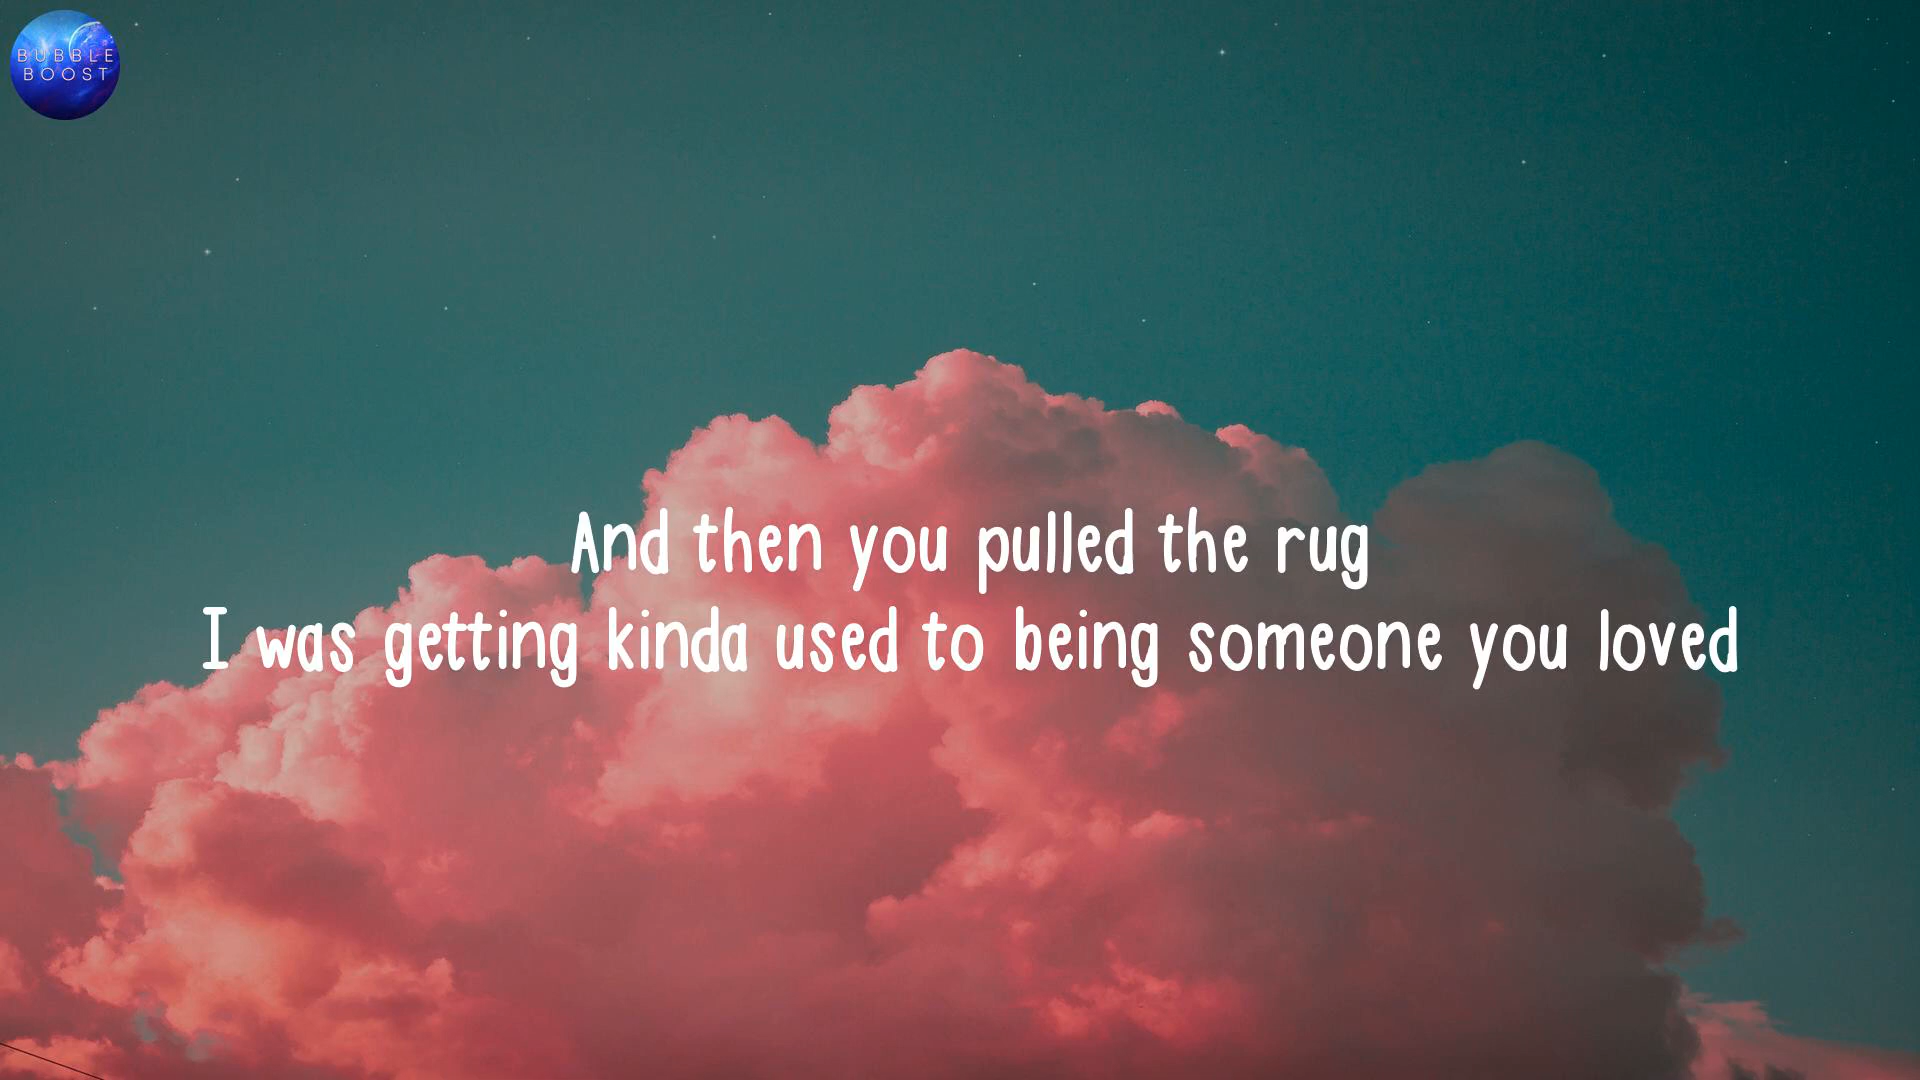 BUBBLE
BOOST
And then you pulled the rug
I was getting kinda used to being someone you loved